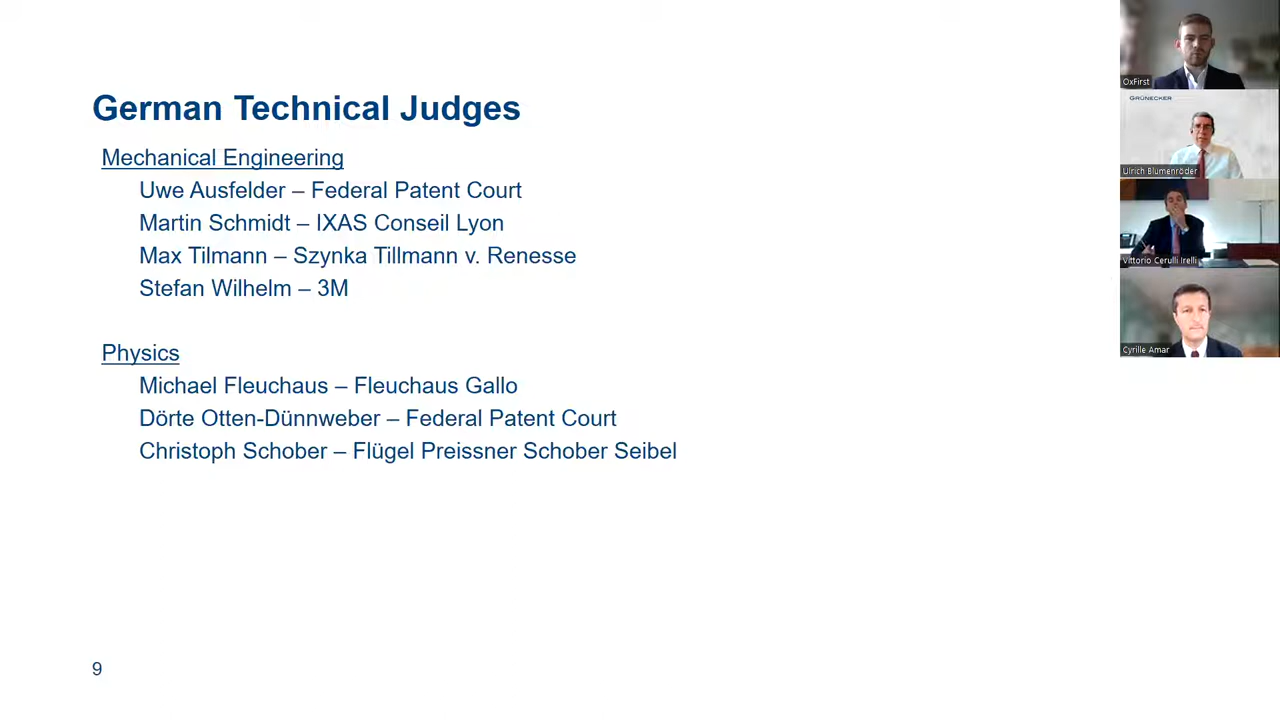 German Technical Judges
Mechanical Engineering
Uwe Ausfelder – Federal Patent Court
Martin Schmidt – IXAS Conseil Lyon
Max Tilmann – Szynka Tillmann v. Renesse
Stefan Wilhelm – 3M
Physics
Michael Fleuchaus – Fleuchaus Gallo
Dörte Otten-Dünnweber – Federal Patent Court
Christoph Schober – Flügel Preissner Schober Seibel
9
OxFirst
GRÜNECKER
Ulrich Blumenröder
Vittorio Cerulli Irelli
Cyrille Amar